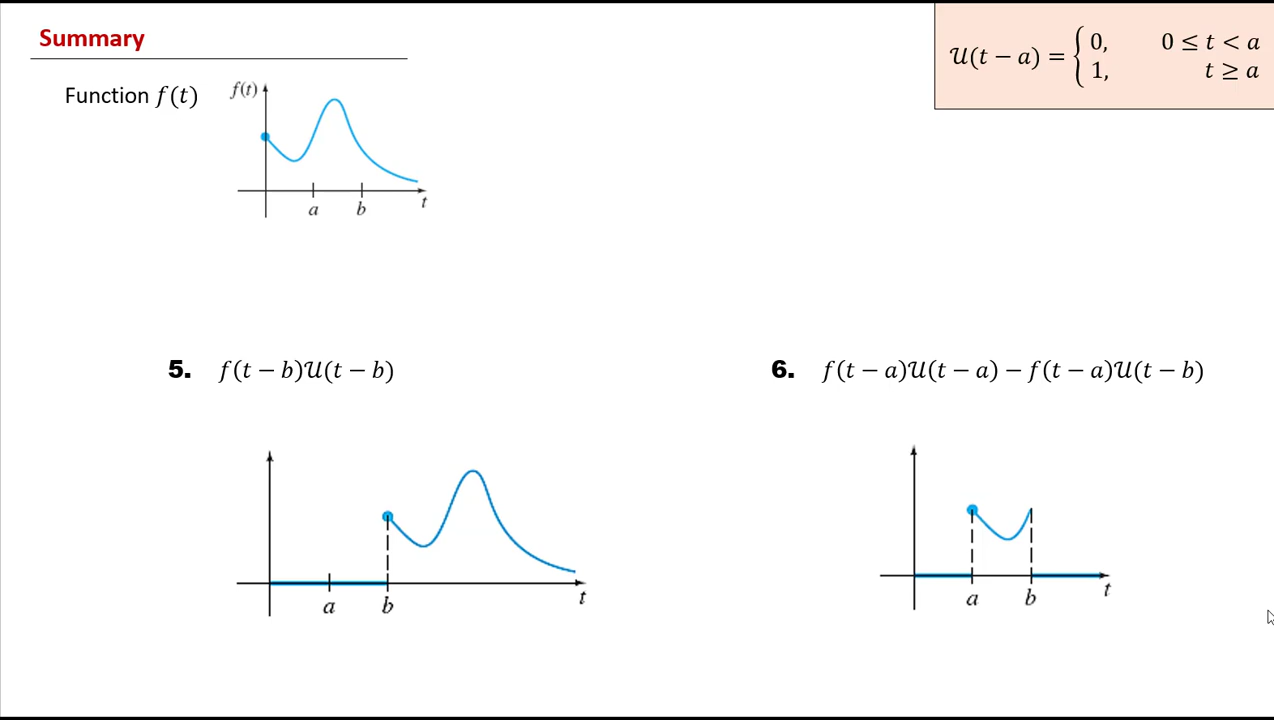 Summary
𝒰(t − a) = { 0, 0 ≤ t < a
1, t ≥ a
Function f(t)
f(t)
a b t
5. f(t − b)𝒰(t − b)
6. f(t − a)𝒰(t − a) − f(t − a)𝒰(t − b)
a b t
a b t